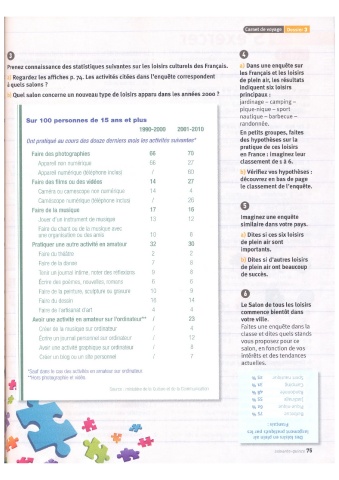 Carnet de voyage Dossier 3
3
Prenez connaissance des statistiques suivantes sur les loisirs culturels des Français.
a) Regardez les affiches p. 74. Les activités citées dans l'enquête correspondent
à quels salons ?
b) Quel salon concerne un nouveau type de loisirs apparu dans les années 2000 ?
Sur 100 personnes de 15 ans et plus
1990-2000 2001-2010
Ont pratiqué au cours des douze derniers mois les activités suivantes*
Faire des photographies 66 70
Appareil non numérique 66 27
Appareil numérique (téléphone inclus) / 60
Faire des films ou des vidéos 14 27
Caméra ou caméscope non numérique 14 4
Caméscope numérique (téléphone inclus) / 26
Faire de la musique 17 16
Jouer d'un instrument de musique 13 12
Faire du chant ou de la musique avec
une organisation ou des amis 10 8
Pratiquer une autre activité en amateur 32 30
Faire du théâtre 2 2
Faire de la danse 7 8
Tenir un journal intime, noter des réflexions 9 8
Écrire des poèmes, nouvelles, romans 6 6
Faire de la peinture, sculpture ou gravure 10 9
Faire du dessin 16 14
Faire de l'artisanat d'art 4 4
Avoir une activité en amateur sur l'ordinateur** / 23
Créer de la musique sur ordinateur / 4
Écrire un journal personnel sur ordinateur / 12
Avoir une activité graphique sur ordinateur / 8
Créer un blog ou un site personnel / 7
*Sauf dans le cas des activités en amateur sur ordinateur.
**Hors photographie et vidéo.
Source : ministère de la Culture et de la Communication.
4
a) Dans une enquête sur
les Français et les loisirs
de plein air, les résultats
indiquent six loisirs
principaux :
jardinage – camping –
pique-nique – sport
nautique – barbecue –
randonnée.
En petits groupes, faites
des hypothèses sur la
pratique de ces loisirs
en France : imaginez leur
classement de 1 à 6.
b) Vérifiez vos hypothèses :
découvrez en bas de page
le classement de l'enquête.
5
Imaginez une enquête
similaire dans votre pays.
a) Dites si ces six loisirs
de plein air sont
importants.
b) Dites si d'autres loisirs
de plein air ont beaucoup
de succès.
6
Le Salon de tous les loisirs
commence bientôt dans
votre ville.
Faites une enquête dans la
classe et dites quels stands
vous proposez pour ce
salon, en fonction de vos
intérêts et des tendances
actuelles.
Des loisirs de plein air
largement pratiqués par les
Français :
Barbecue
Pique-nique
Jardinage
Randonnée
Camping
Sport nautique
75